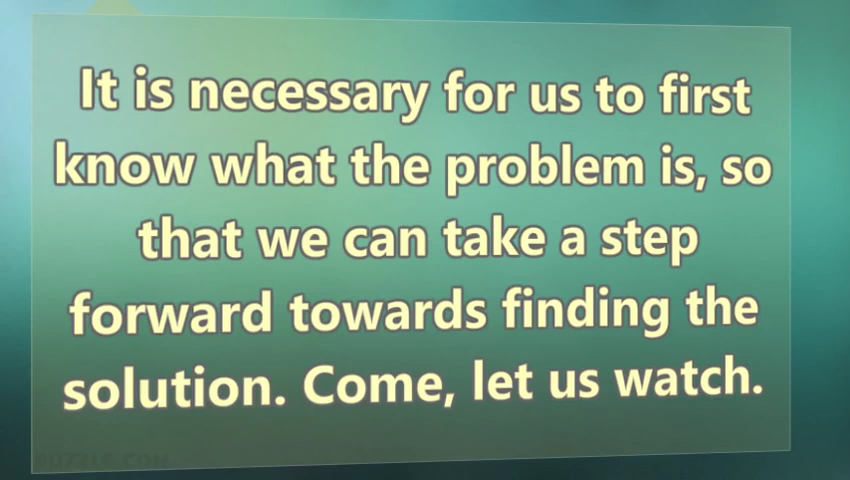 It is necessary for us to first
know what the problem is, so
that we can take a step
forward towards finding the
solution. Come, let us watch.